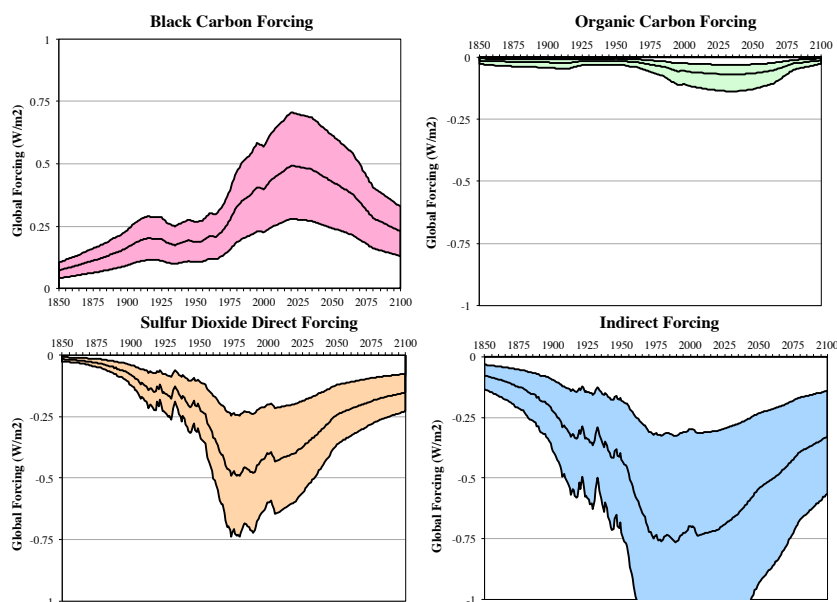 Black Carbon Forcing
1
0.75
0.5
0.25
0
Global Forcing (W/m2)
1850 1875 1900 1925 1950 1975 2000 2025 2050 2075 2100
Organic Carbon Forcing
1850 1875 1900 1925 1950 1975 2000 2025 2050 2075 2100
0
-0.25
-0.5
-0.75
-1
Global Forcing (W/m2)
Sulfur Dioxide Direct Forcing
1850 1875 1900 1925 1950 1975 2000 2025 2050 2075 2100
0
-0.25
-0.5
-0.75
-1
Global Forcing (W/m2)
Indirect Forcing
1850 1875 1900 1925 1950 1975 2000 2025 2050 2075 2100
0
-0.25
-0.5
-0.75
-1
Global Forcing (W/m2)